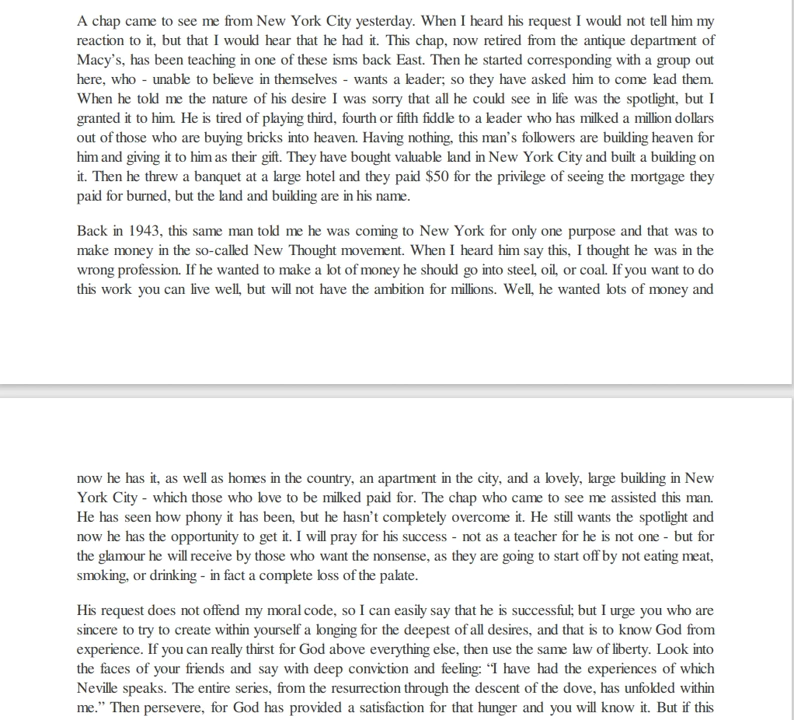 A chap came to see me from New York City yesterday. When I heard his request I would not tell him my
reaction to it, but that I would hear that he had it. This chap, now retired from the antique department of
Macy's, has been teaching in one of these isms back East. Then he started corresponding with a group out
here, who - unable to believe in themselves - wants a leader; so they have asked him to come lead them.
When he told me the nature of his desire I was sorry that all he could see in life was the spotlight, but I
granted it to him. He is tired of playing third, fourth or fifth fiddle to a leader who has milked a million dollars
out of those who are buying bricks into heaven. Having nothing, this man's followers are building heaven for
him and giving it to him as their gift. They have bought valuable land in New York City and built a building on
it. Then he threw a banquet at a large hotel and they paid $50 for the privilege of seeing the mortgage they
paid for burned, but the land and building are in his name.
Back in 1943, this same man told me he was coming to New York for only one purpose and that was to
make money in the so-called New Thought movement. When I heard him say this, I thought he was in the
wrong profession. If he wanted to make a lot of money he should go into steel, oil, or coal. If you want to do
this work you can live well, but will not have the ambition for millions. Well, he wanted lots of money and
now he has it, as well as homes in the country, an apartment in the city, and a lovely, large building in New
York City - which those who love to be milked paid for. The chap who came to see me assisted this man.
He has seen how phony it has been, but he hasn't completely overcome it. He still wants the spotlight and
now he has the opportunity to get it. I will pray for his success - not as a teacher for he is not one - but for
the glamour he will receive by those who want the nonsense, as they are going to start off by not eating meat,
smoking, or drinking - in fact a complete loss of the palate.
His request does not offend my moral code, so I can easily say that he is successful; but I urge you who are
sincere to try to create within yourself a longing for the deepest of all desires, and that is to know God from
experience. If you can really thirst for God above everything else, then use the same law of liberty. Look into
the faces of your friends and say with deep conviction and feeling: "I have had the experiences of which
Neville speaks. The entire series, from the resurrection through the descent of the dove, has unfolded within
me." Then persevere, for God has provided a satisfaction for that hunger and you will know it. But if this